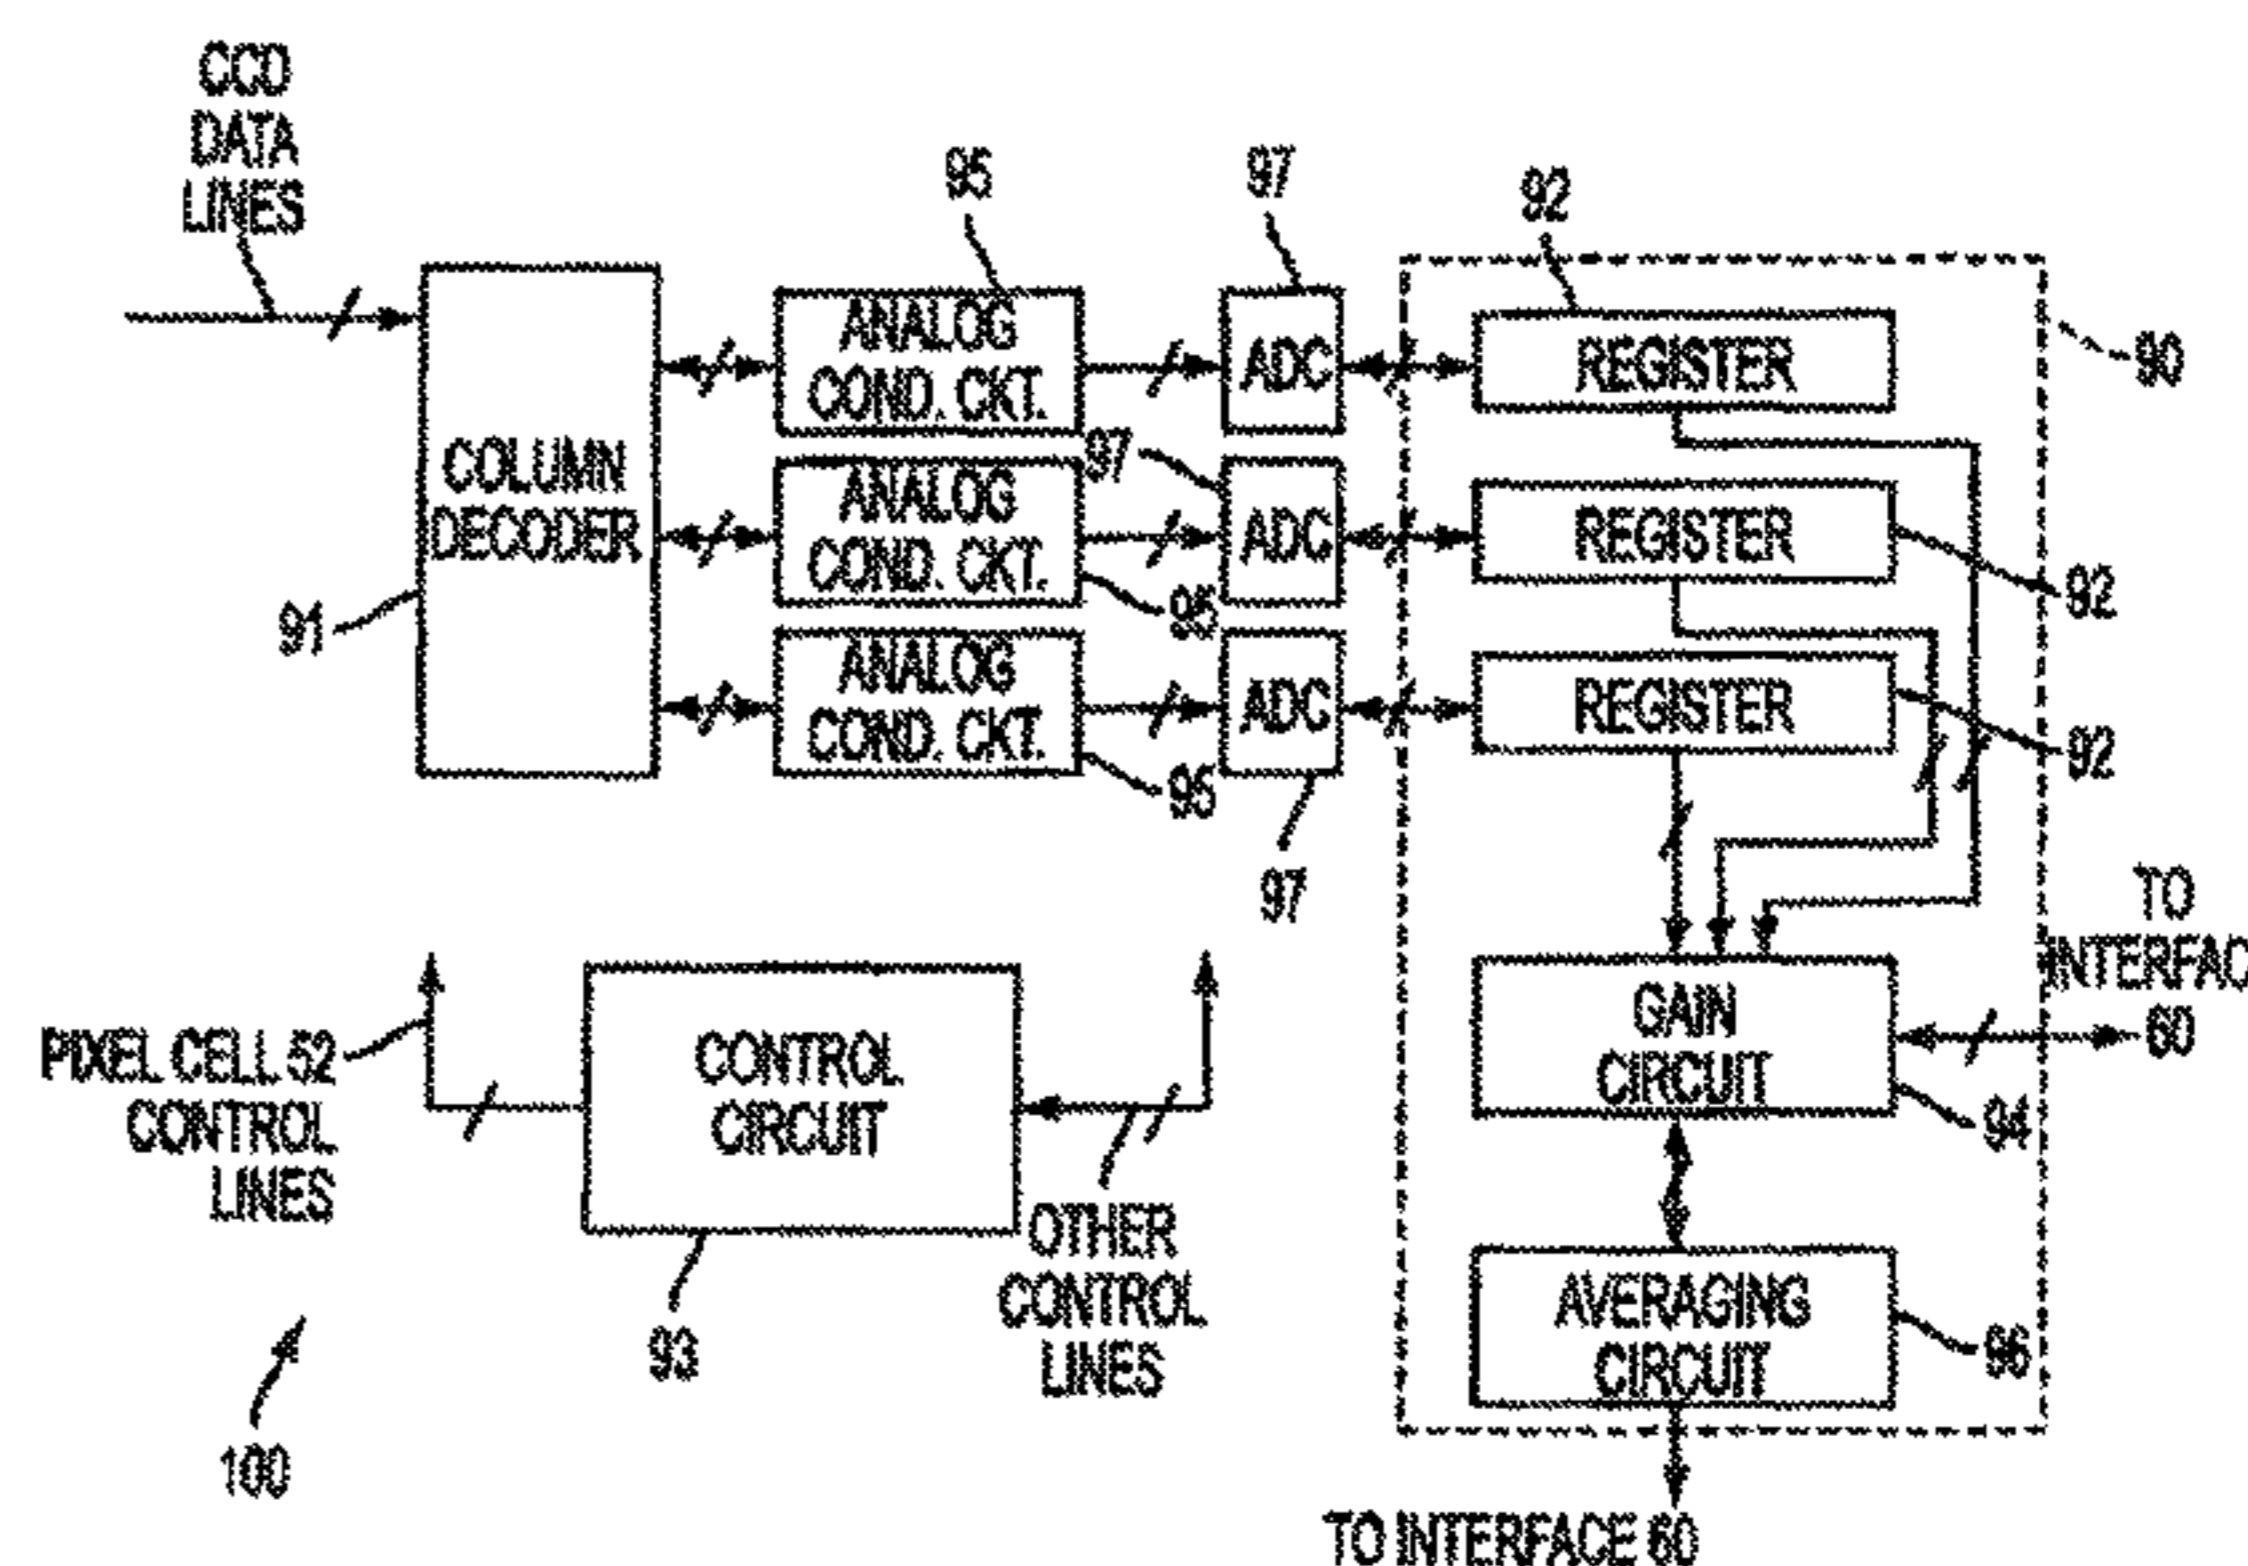 CCD
DATA
LINES
95
97
92
ANALOG
COND. CKT.
ADC
REGISTER
90
COLUMN
DECODER
97
ANALOG
COND. CKT.
ADC
REGISTER
91
95
92
ANALOG
COND. CKT.
ADC
REGISTER
92
95
97
TO
INTERFAC
60
PIXEL CELL 52
CONTROL
LINES
CONTROL
CIRCUIT
GAIN
CIRCUIT
94
OTHER
CONTROL
LINES
93
AVERAGING
CIRCUIT
96
100
TO INTERFACE 60